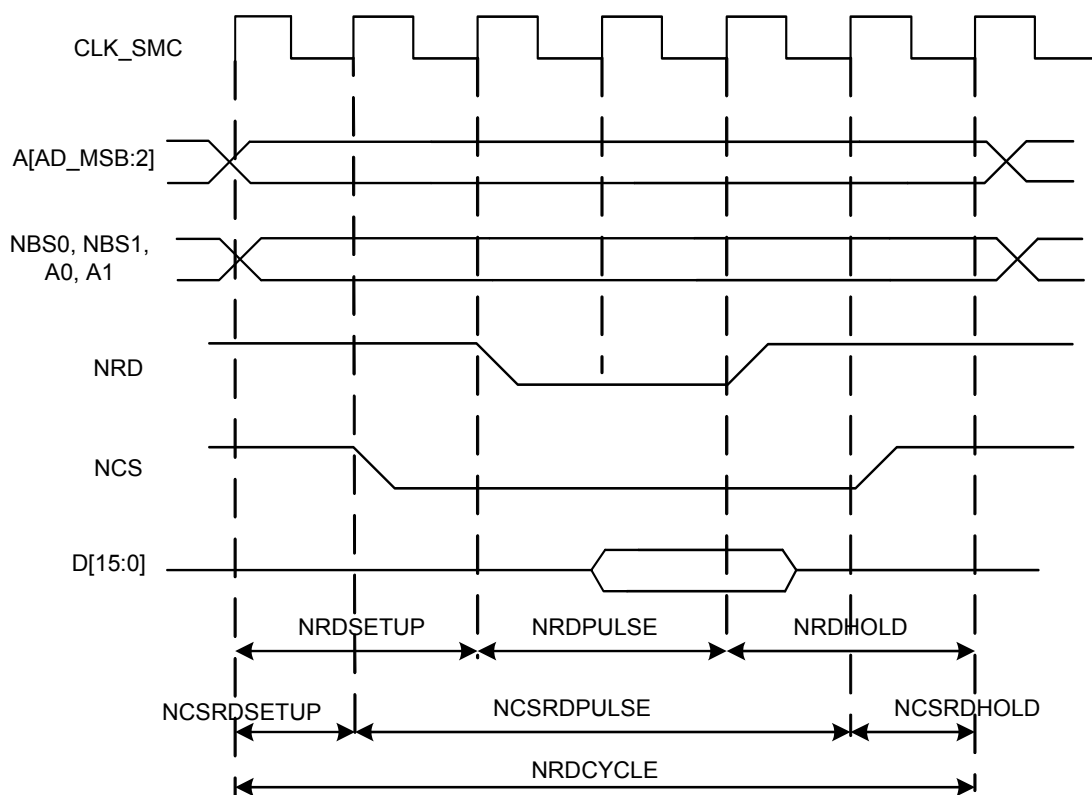 CLK_SMC
A[AD_MSB:2]
NBS0, NBS1,
A0, A1
NRD
NCS
D[15:0]
NRDSETUP
NRDPULSE
NRDHOLD
NCSRDSETUP
NCSRDPULSE
NCSRDHOLD
NRDCYCLE